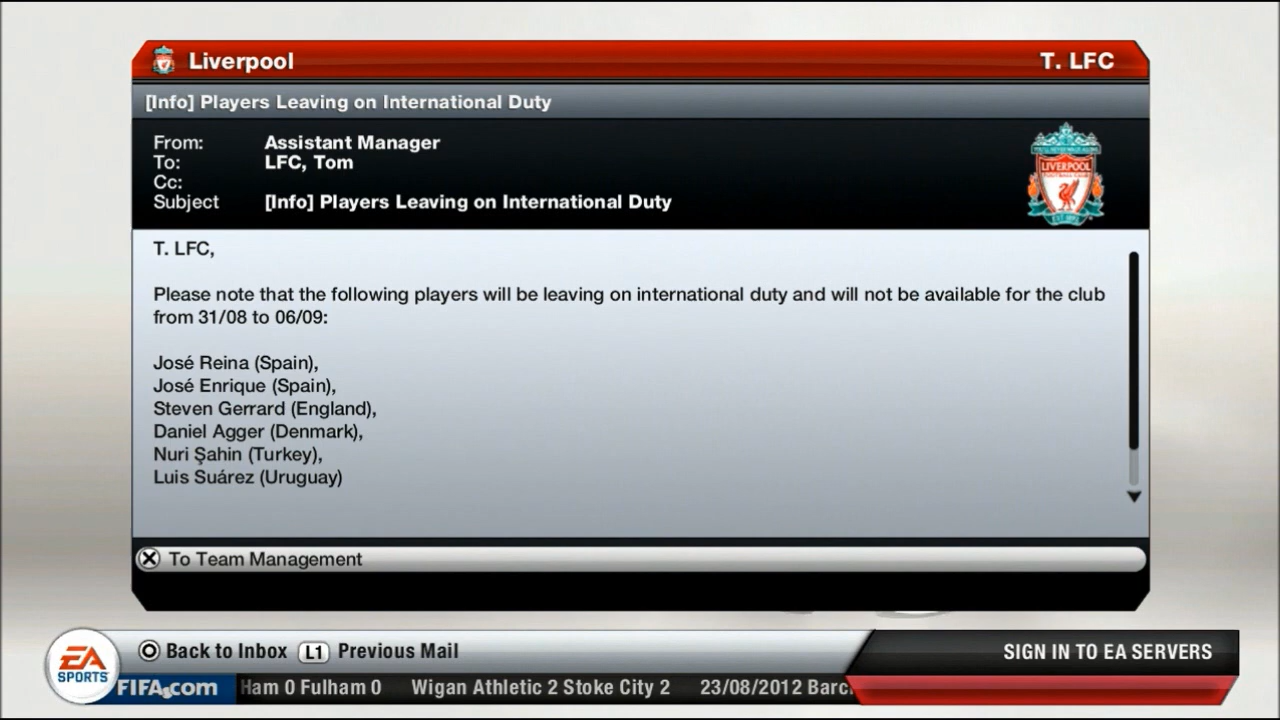 Liverpool
T. LFC
[Info] Players Leaving on International Duty
From: Assistant Manager
To: LFC, Tom
Cc:
Subject [Info] Players Leaving on International Duty
LIVERPOOL
T. LFC,
Please note that the following players will be leaving on international duty and will not be available for the club
from 31/08 to 06/09:
José Reina (Spain),
José Enrique (Spain),
Steven Gerrard (England),
Daniel Agger (Denmark),
Nuri Şahin (Turkey),
Luis Suárez (Uruguay)
To Team Management
EA
SPORTS
Back to Inbox L1 Previous Mail
SIGN IN TO EA SERVERS
FIFA.com
Ham 0 Fulham 0 Wigan Athletic 2 Stoke City 2 23/08/2012 Barc